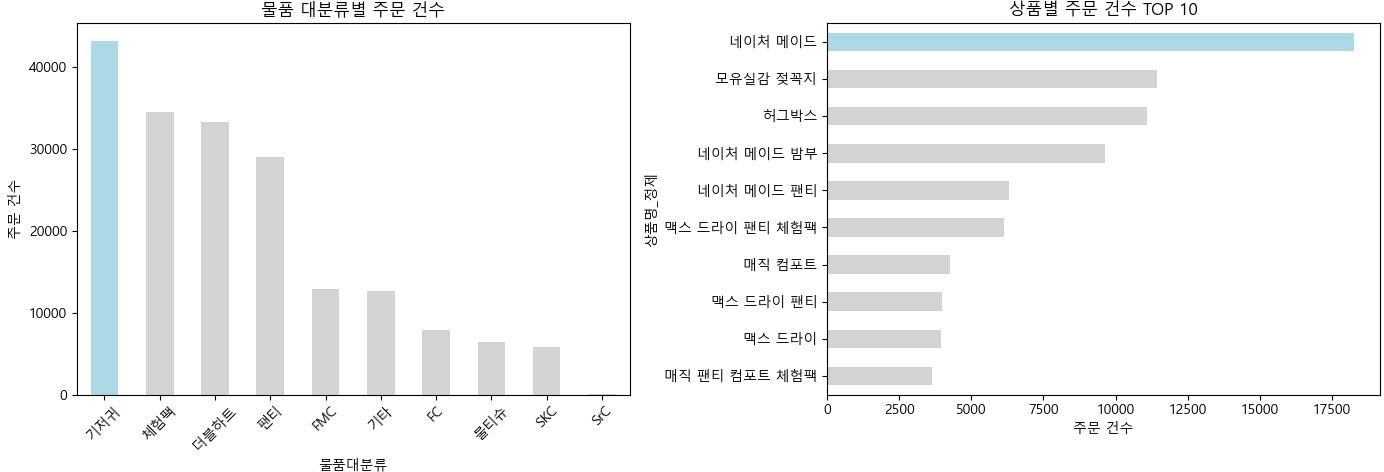 물품 대분류별 주문 건수
주문 건수
40000
30000
20000
10000
0
기저귀
체험팩
더블하트
팬티
FMC
기타
FC
물티슈
SKC
SrC
물품대분류
상품별 주문 건수 TOP 10
상품명_정제
네이처 메이드
모유실감 젖꼭지
허그박스
네이처 메이드 밤부
네이처 메이드 팬티
맥스 드라이 팬티 체험팩
매직 컴포트
맥스 드라이 팬티
맥스 드라이
매직 팬티 컴포트 체험팩
0
2500
5000
7500
10000
12500
15000
17500
주문 건수